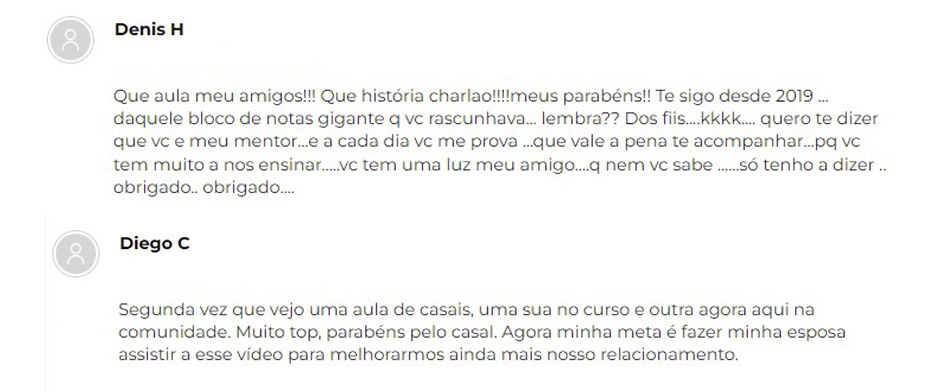 Denis H
Que aula meu amigos!!! Que história charlao!!!!meus parabéns!! Te sigo desde 2019 ...
daquele bloco de notas gigante q vc rascunhava... lembra?? Dos fiis....kkkk.... quero te dizer
que vc e meu mentor...e a cada dia vc me prova ...que vale a pena te acompanhar...pq vc
tem muito a nos ensinar.....vc tem uma luz meu amigo....q nem vc sabe ......só tenho a dizer ..
obrigado.. obrigado....
Diego C
Segunda vez que vejo uma aula de casais, uma sua no curso e outra agora aqui na
comunidade. Muito top, parabéns pelo casal. Agora minha meta é fazer minha esposa
assistir a esse vídeo para melhorarmos ainda mais nosso relacionamento.